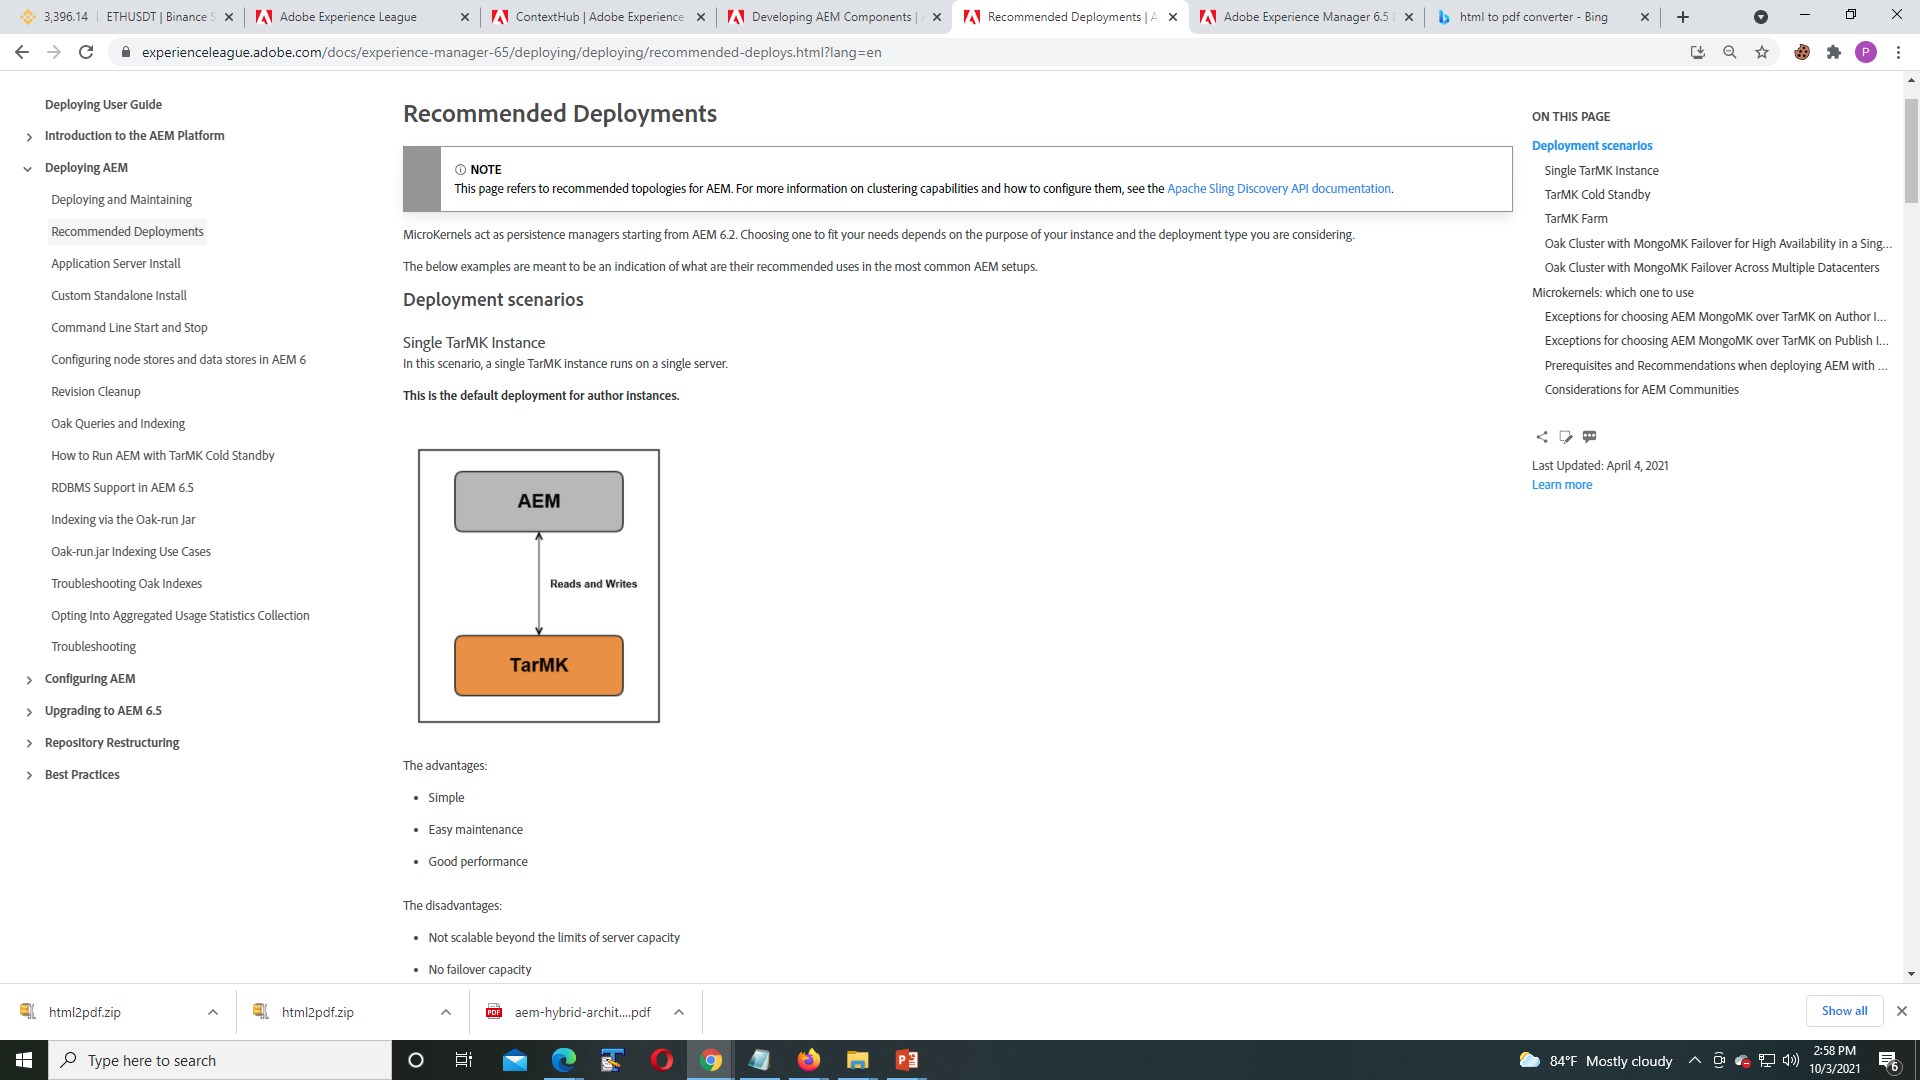 3,396.14 | ETHUSDT | Binance S
Adobe Experience League
ContextHub | Adobe Experience
Developing AEM Components |
Recommended Deployments | A
Adobe Experience Manager 6.5 D
html to pdf converter - Bing
experienceleague.adobe.com/docs/experience-manager-65/deploying/deploying/recommended-deploys.html?lang=en
P
Deploying User Guide
Introduction to the AEM Platform
Deploying AEM
Deploying and Maintaining
Recommended Deployments
Application Server Install
Custom Standalone Install
Command Line Start and Stop
Configuring node stores and data stores in AEM 6
Revision Cleanup
Oak Queries and Indexing
How to Run AEM with TarMK Cold Standby
RDBMS Support in AEM 6.5
Indexing via the Oak-run Jar
Oak-run.jar Indexing Use Cases
Troubleshooting Oak Indexes
Opting Into Aggregated Usage Statistics Collection
Troubleshooting
Configuring AEM
Upgrading to AEM 6.5
Repository Restructuring
Best Practices
Recommended Deployments
NOTE
This page refers to recommended topologies for AEM. For more information on clustering capabilities and how to configure them, see the Apache Sling Discovery API documentation.
MicroKernels act as persistence managers starting from AEM 6.2. Choosing one to fit your needs depends on the purpose of your instance and the deployment type you are considering.
The below examples are meant to be an indication of what are their recommended uses in the most common AEM setups.
Deployment scenarios
Single TarMK Instance
In this scenario, a single TarMK instance runs on a single server.
This is the default deployment for author instances.
AEM
Reads and Writes
TarMK
The advantages:
• Simple
• Easy maintenance
• Good performance
The disadvantages:
• Not scalable beyond the limits of server capacity
• No failover capacity
ON THIS PAGE
Deployment scenarios
Single TarMK Instance
TarMK Cold Standby
TarMK Farm
Oak Cluster with MongoMK Failover for High Availability in a Sing...
Oak Cluster with MongoMK Failover Across Multiple Datacenters
Microkernels: which one to use
Exceptions for choosing AEM MongoMK over TarMK on Author I...
Exceptions for choosing AEM MongoMK over TarMK on Publish I...
Prerequisites and Recommendations when deploying AEM with ...
Considerations for AEM Communities
Last Updated: April 4, 2021
Learn more
html2pdf.zip
html2pdf.zip
PDF
aem-hybrid-archit....pdf
Show all
Type here to search
84°F Mostly cloudy
2:58 PM
10/3/2021
6